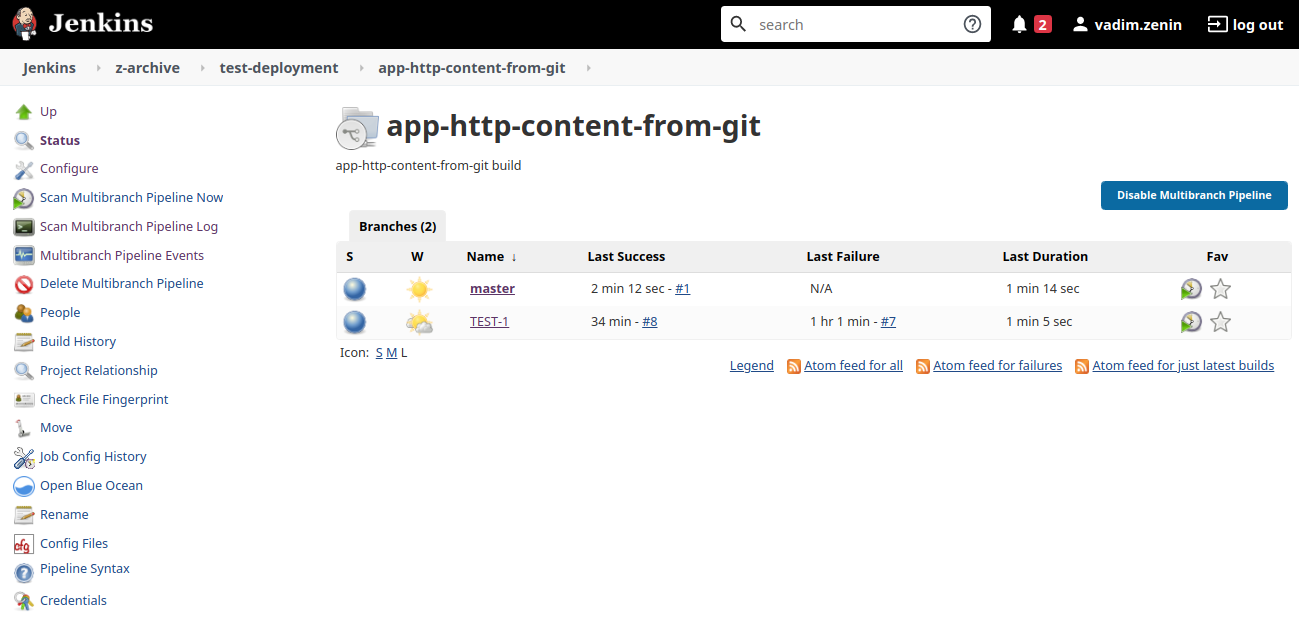 Jenkins
search
2
vadim.zenin
log out
Jenkins
z-archive
test-deployment
app-http-content-from-git
Up
Status
Configure
Scan Multibranch Pipeline Now
Scan Multibranch Pipeline Log
Multibranch Pipeline Events
Delete Multibranch Pipeline
People
Build History
Project Relationship
Check File Fingerprint
Move
Job Config History
Open Blue Ocean
Rename
cfg
Config Files
Pipeline Syntax
Credentials
app-http-content-from-git
app-http-content-from-git build
Disable Multibranch Pipeline
Branches (2)
S W Name ↓ Last Success Last Failure Last Duration Fav
master 2 min 12 sec - #1 N/A 1 min 14 sec
TEST-1 34 min - #8 1 hr 1 min - #7 1 min 5 sec
Icon: S M L
Legend Atom feed for all Atom feed for failures Atom feed for just latest builds